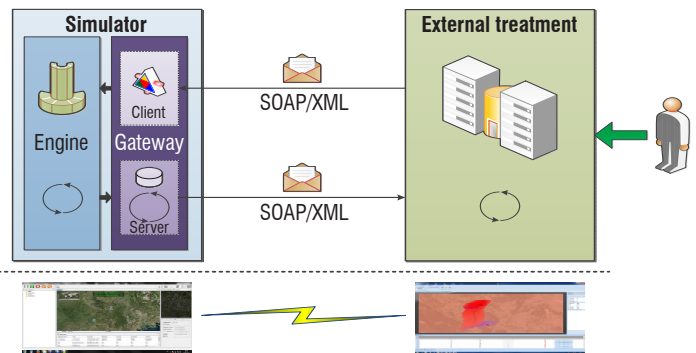 Simulator
External treatment
Client
SOAP/XML
Engine
Gateway
Server
SOAP/XML